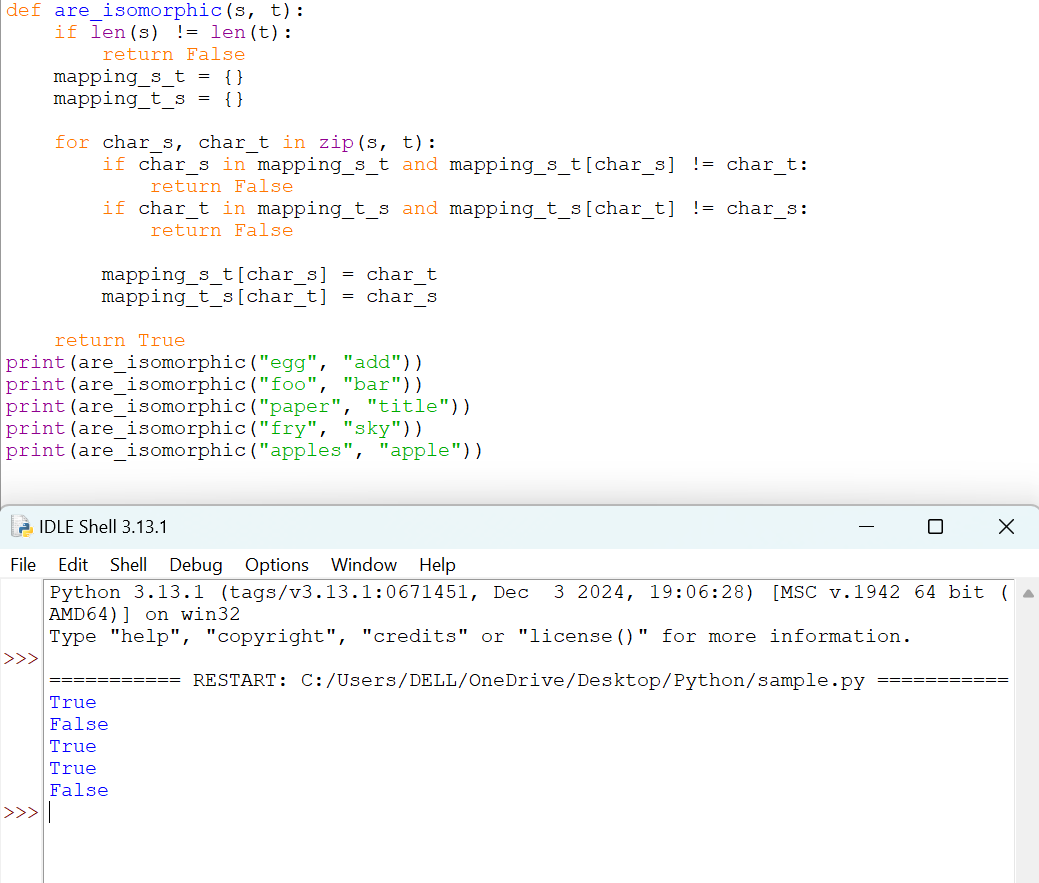 def are_isomorphic(s, t):
    if len(s) != len(t):
        return False
    mapping_s_t = {}
    mapping_t_s = {}

    for char_s, char_t in zip(s, t):
        if char_s in mapping_s_t and mapping_s_t[char_s] != char_t:
            return False
        if char_t in mapping_t_s and mapping_t_s[char_t] != char_s:
            return False

        mapping_s_t[char_s] = char_t
        mapping_t_s[char_t] = char_s

    return True
print(are_isomorphic("egg", "add"))
print(are_isomorphic("foo", "bar"))
print(are_isomorphic("paper", "title"))
print(are_isomorphic("fry", "sky"))
print(are_isomorphic("apples", "apple"))
IDLE Shell 3.13.1
File Edit Shell Debug Options Window Help
Python 3.13.1 (tags/v3.13.1:0671451, Dec  3 2024, 19:06:28) [MSC v.1942 64 bit (
AMD64)] on win32
Type "help", "copyright", "credits" or "license()" for more information.
>>>
=========== RESTART: C:/Users/DELL/OneDrive/Desktop/Python/sample.py ===========
True
False
True
True
False
>>>